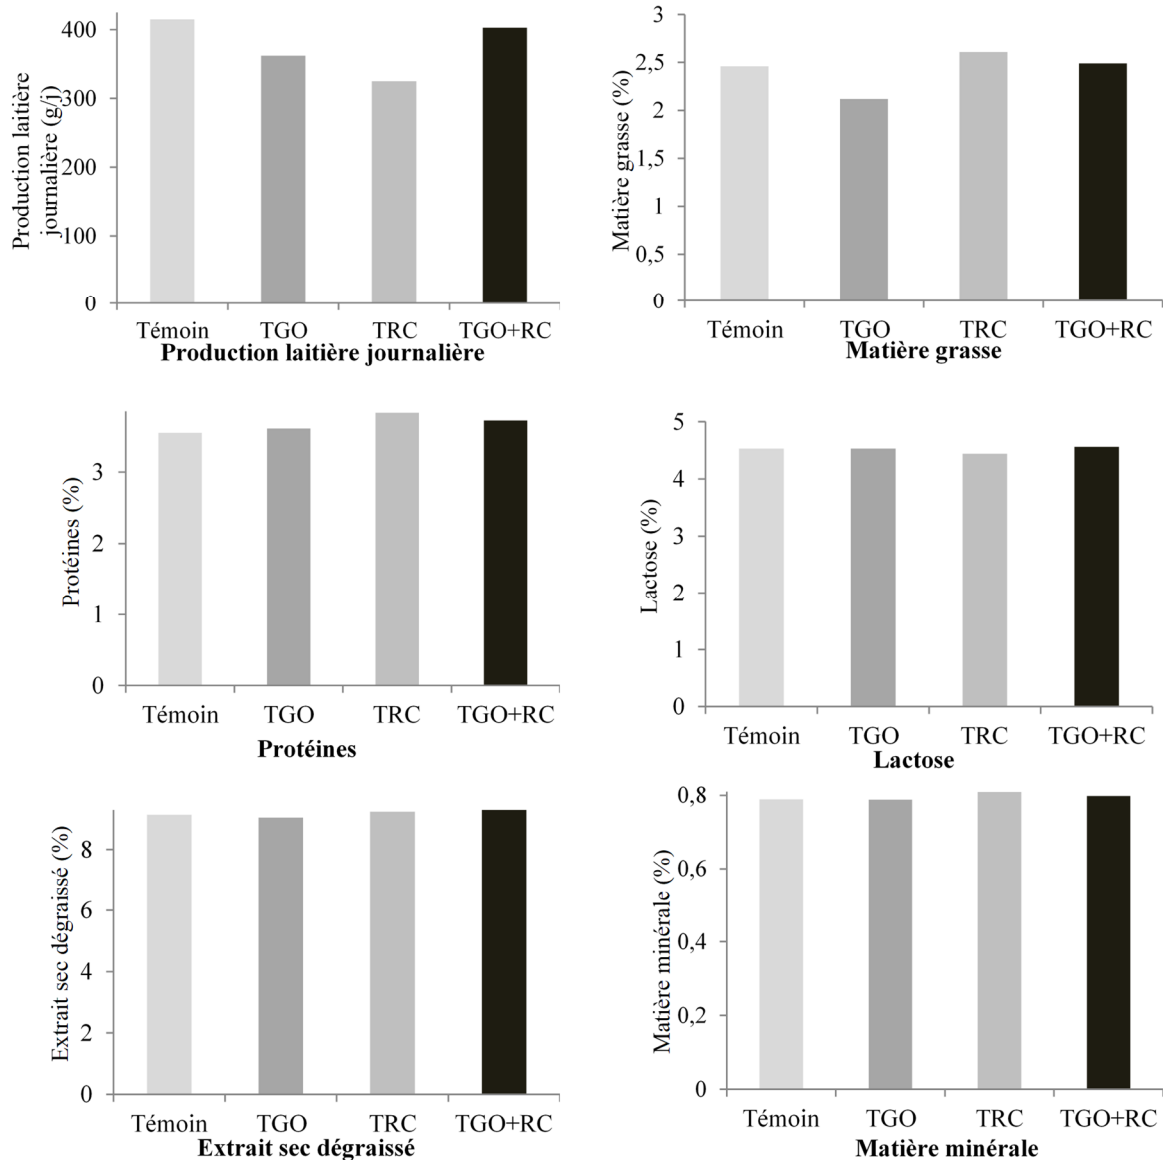 Production laitière
journalière (g/j)
400
300
200
100
0
Témoin TGO TRC TGO+RC
Production laitière journalière
Matière grasse (%)
3
2,5
2
1,5
1
0,5
0
Témoin TGO TRC TGO+RC
Matière grasse
Protéines (%)
3
2
1
0
Témoin TGO TRC TGO+RC
Protéines
Lactose (%)
5
4
3
2
1
0
Témoin TGO TRC TGO+RC
Lactose
Extrait sec dégraissé (%)
8
6
4
2
0
Témoin TGO TRC TGO+RC
Extrait sec dégraissé
Matière minérale (%)
0,8
0,6
0,4
0,2
0
Témoin TGO TRC TGO+RC
Matière minérale